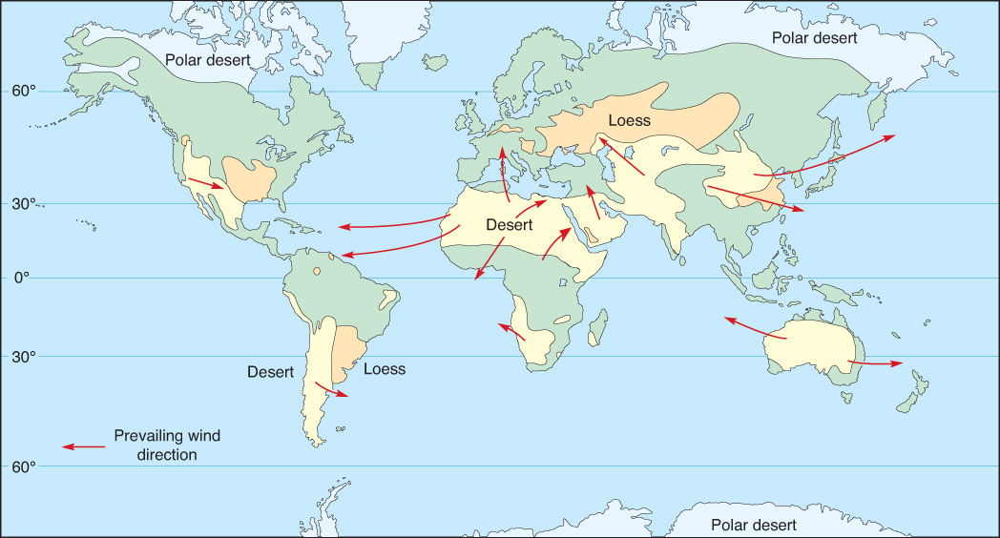 Polar desert
Polar desert
60°
Loess
30°
Desert
0°
30°
Desert
Loess
Prevailing wind
direction
60°
Polar desert